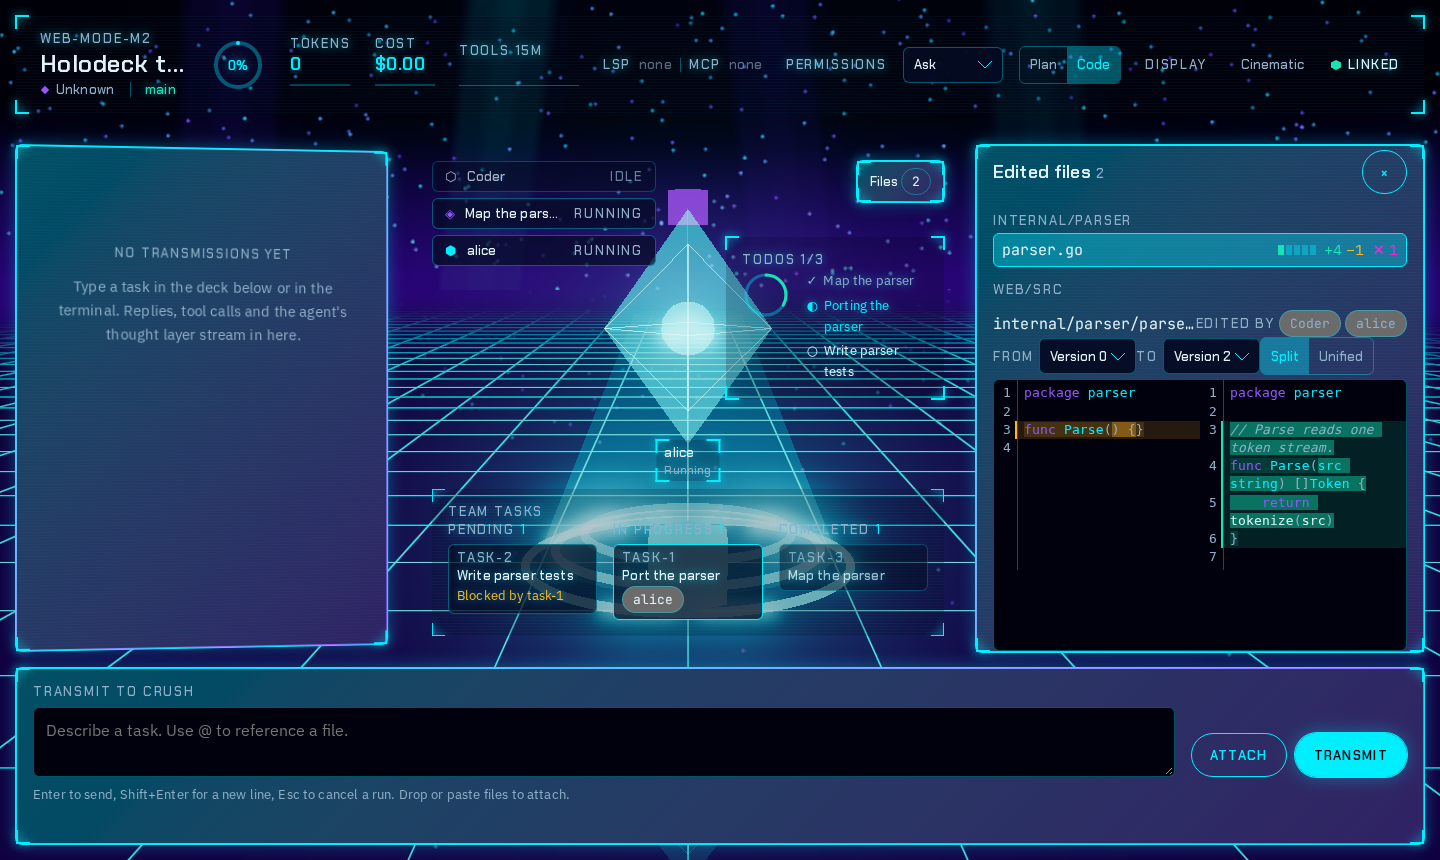 WEB-MODE-M2
Holodeck t...
Unknown main
0%
TOKENS
0
COST
$0.00
TOOLS 15M
LSP none MCP none
PERMISSIONS
Ask
Plan Code
DISPLAY
Cinematic
LINKED
NO TRANSMISSIONS YET
Type a task in the deck below or in the
terminal. Replies, tool calls and the agent's
thought layer stream in here.
Coder IDLE
Map the pars... RUNNING
alice RUNNING
Files 2
TODOS 1/3
✓ Map the parser
Porting the
parser
Write parser
tests
alice
Running
TEAM TASKS
PENDING 1
TASK-2
Write parser tests
Blocked by task-1
IN PROGRESS 1
TASK-1
Port the parser
alice
COMPLETED 1
TASK-3
Map the parser
Edited files 2
×
INTERNAL/PARSER
parser.go +4 −1 ✕ 1
WEB/SRC
internal/parser/parse… EDITED BY Coder alice
FROM Version 0 TO Version 2 Split Unified
1 package parser
2
3 func Parse() {}
4
1 package parser
2
3 // Parse reads one
token stream.
4 func Parse(src
string) []Token {
5 return
tokenize(src)
6 }
7
TRANSMIT TO CRUSH
Describe a task. Use @ to reference a file.
ATTACH
TRANSMIT
Enter to send, Shift+Enter for a new line, Esc to cancel a run. Drop or paste files to attach.